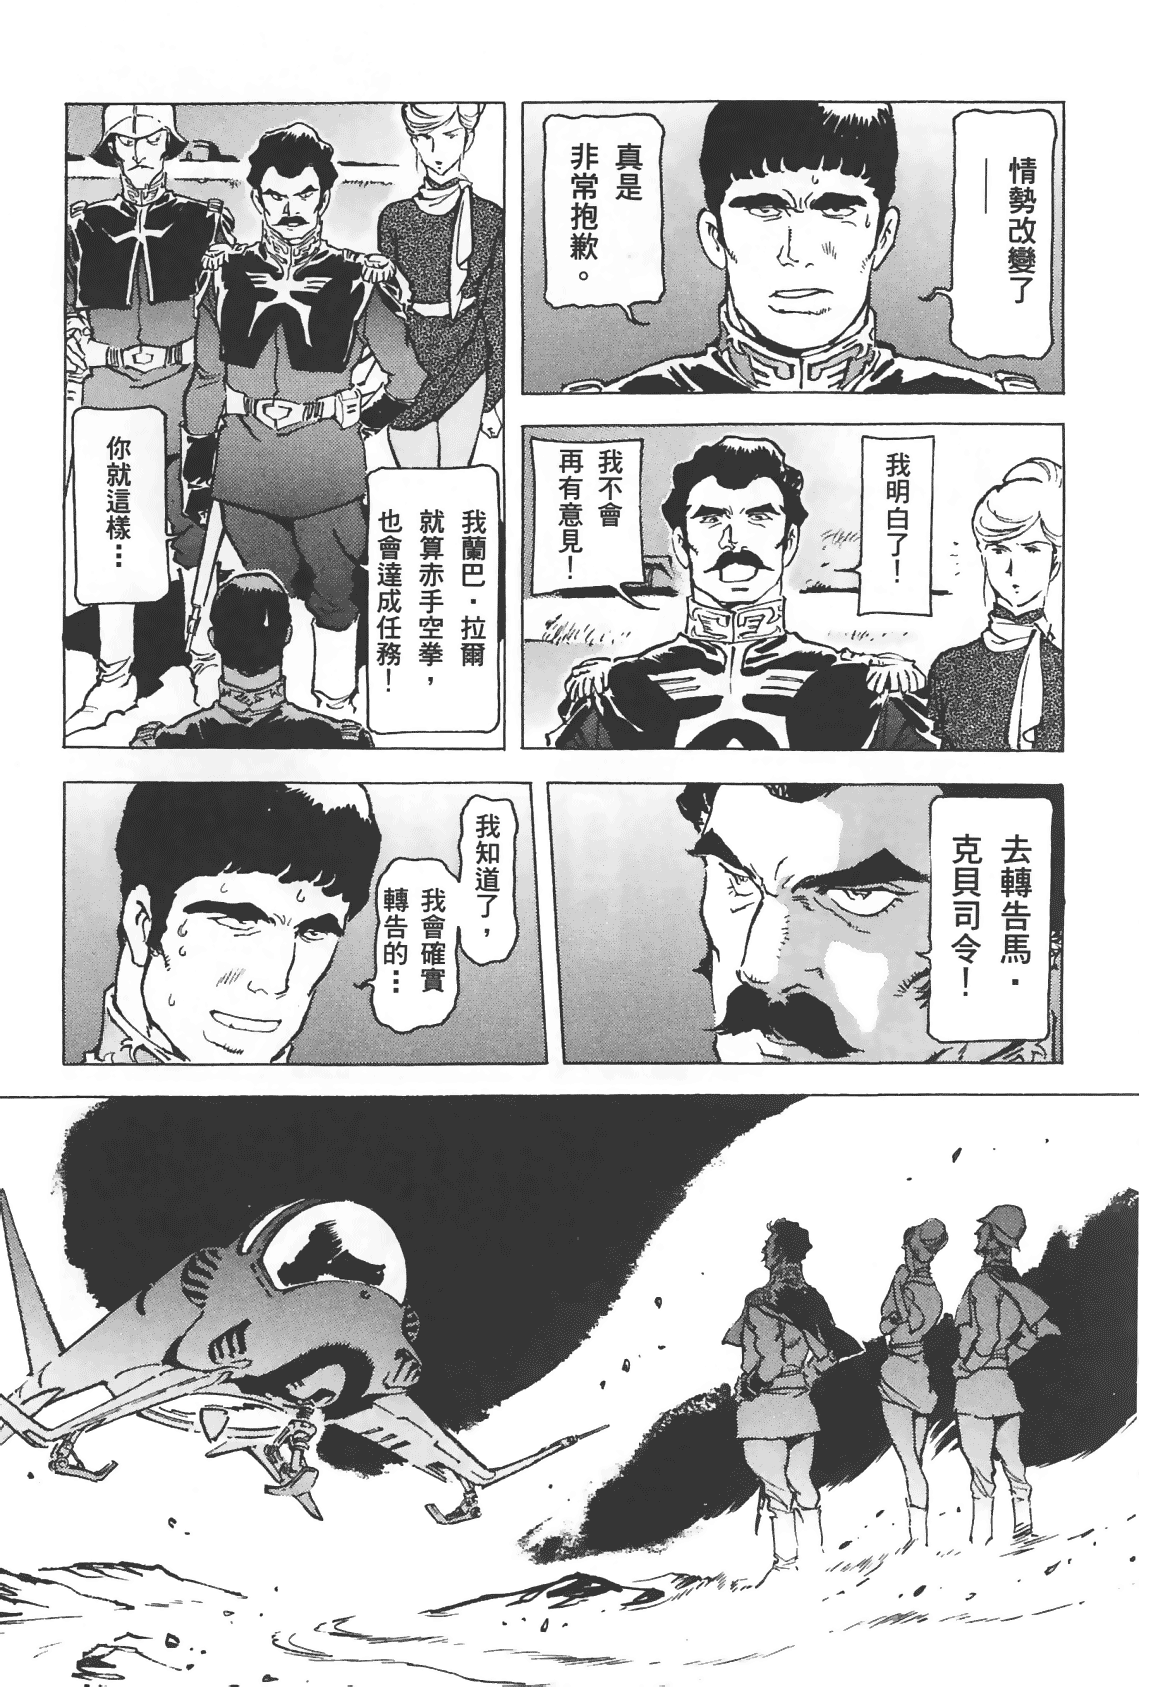 情勢改變了
——
真是
非常抱歉。
我明白了！
我不會
再有意見！
我蘭巴·拉爾
就算赤手空拳，
也會達成任務！
你就這樣…
去轉告馬·
克貝司令！
我知道了，
我會確實
轉告的…